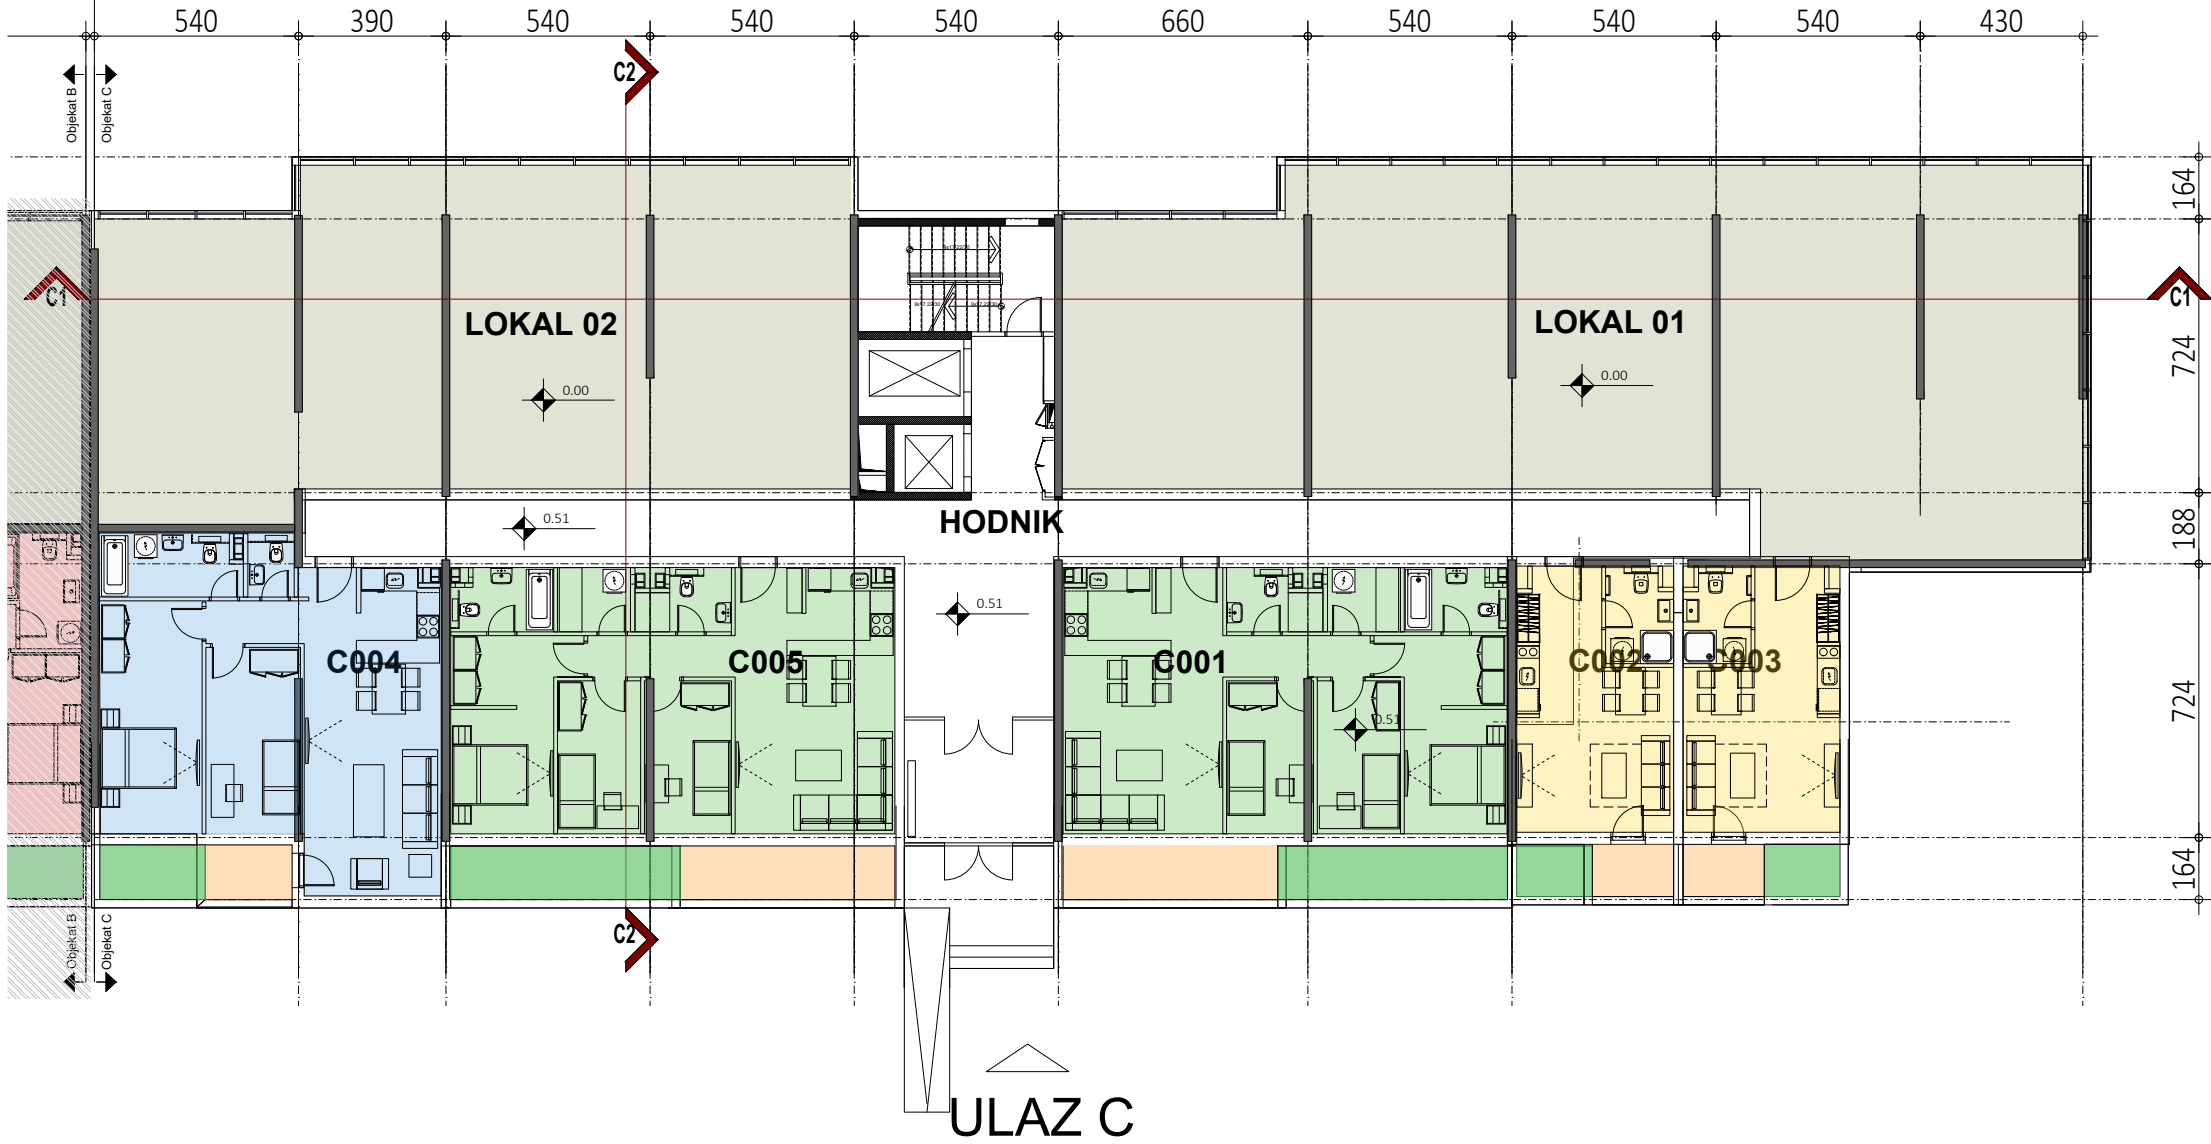 540 390 540 540 540 660 540 540 540 430
C2
Objekat B
Objekat C
164
C1
C1
LOKAL 02
LOKAL 01
724
0.00
0.00
0.51
HODNIK
188
0.51
C004
C005
C001
C002
C003
724
0.51
164
C2
Objekat B
Objekat C
ULAZ C